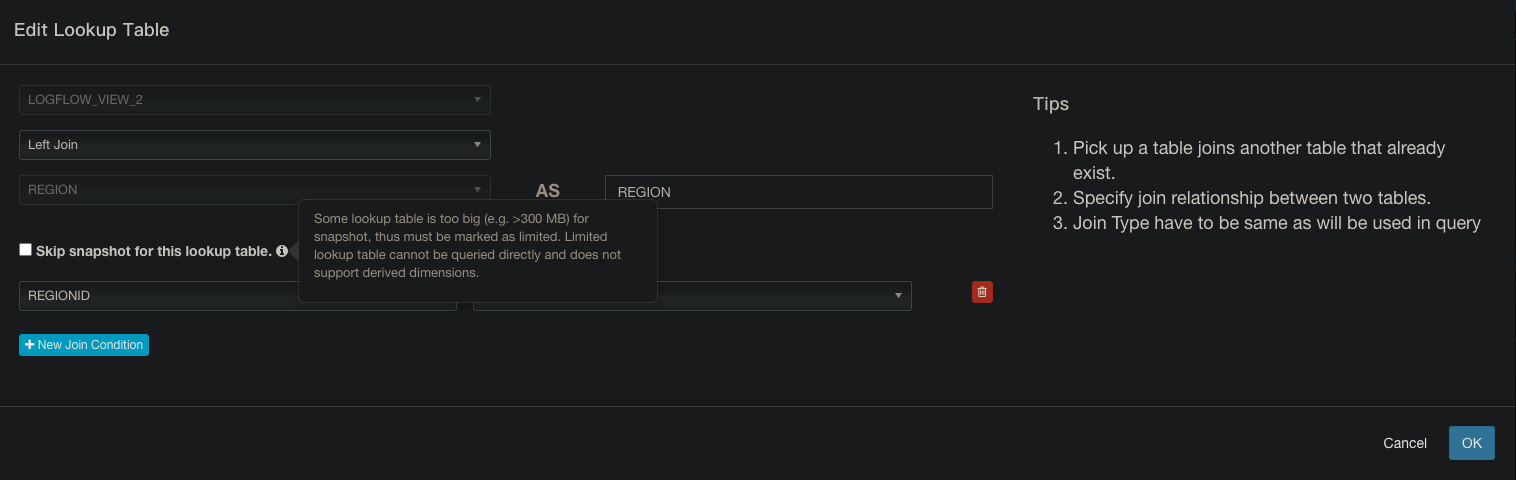 Edit Lookup Table
LOGFLOW_VIEW_2
Left Join
REGION
AS
REGION
Some lookup table is too big (e.g. >300 MB) for
snapshot, thus must be marked as limited. Limited
lookup table cannot be queried directly and does not
support derived dimensions.
Skip snapshot for this lookup table.
REGIONID
New Join Condition
Tips
1. Pick up a table joins another table that already
exist.
2. Specify join relationship between two tables.
3. Join Type have to be same as will be used in query
Cancel
OK